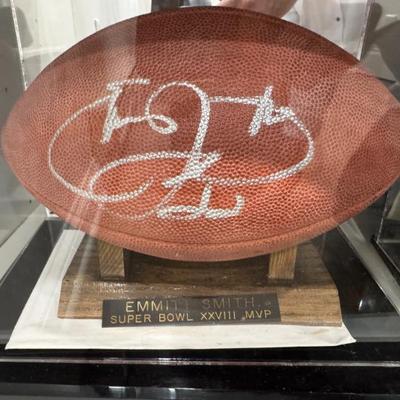 EMMITT SMITH
SUPER BOWL XXVIII MVP